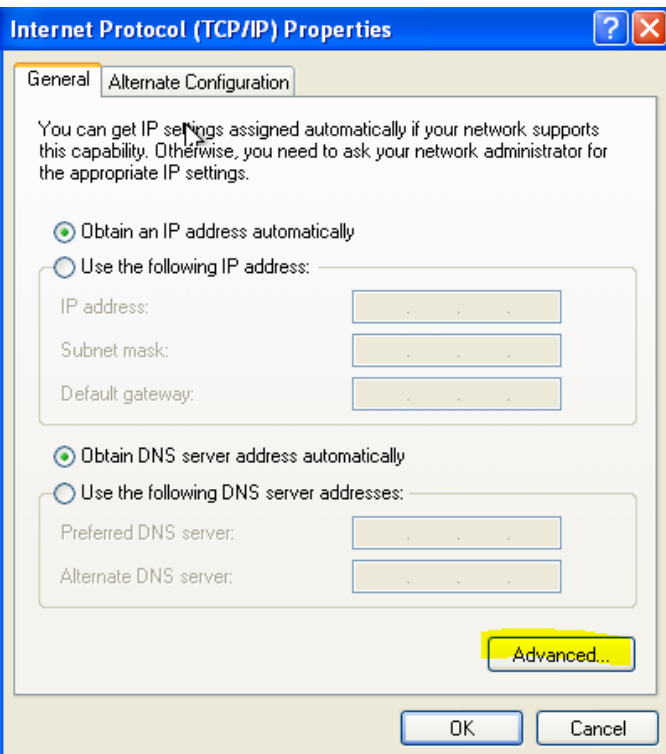 Internet Protocol (TCP/IP) Properties
General
Alternate Configuration
You can get IP settings assigned automatically if your network supports
this capability. Otherwise, you need to ask your network administrator for
the appropriate IP settings.
Obtain an IP address automatically
Use the following IP address:
IP address:
Subnet mask:
Default gateway:
Obtain DNS server address automatically
Use the following DNS server addresses:
Preferred DNS server:
Alternate DNS server:
Advanced...
OK
Cancel